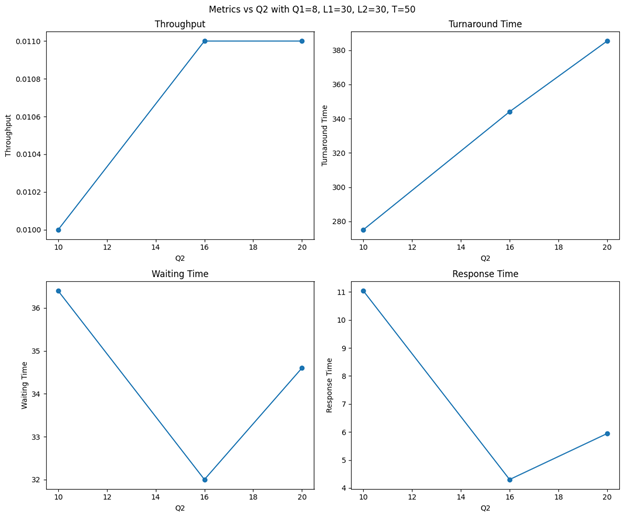 Metrics vs Q2 with Q1=8, L1=30, L2=30, T=50
Throughput
Throughput
0.0110
0.0108
0.0106
0.0104
0.0102
0.0100
10 12 14 16 18 20
Q2
Turnaround Time
Turnaround Time
380
360
340
320
300
280
10 12 14 16 18 20
Q2
Waiting Time
Waiting Time
36
35
34
33
32
10 12 14 16 18 20
Q2
Response Time
Response Time
11
10
9
8
7
6
5
4
10 12 14 16 18 20
Q2